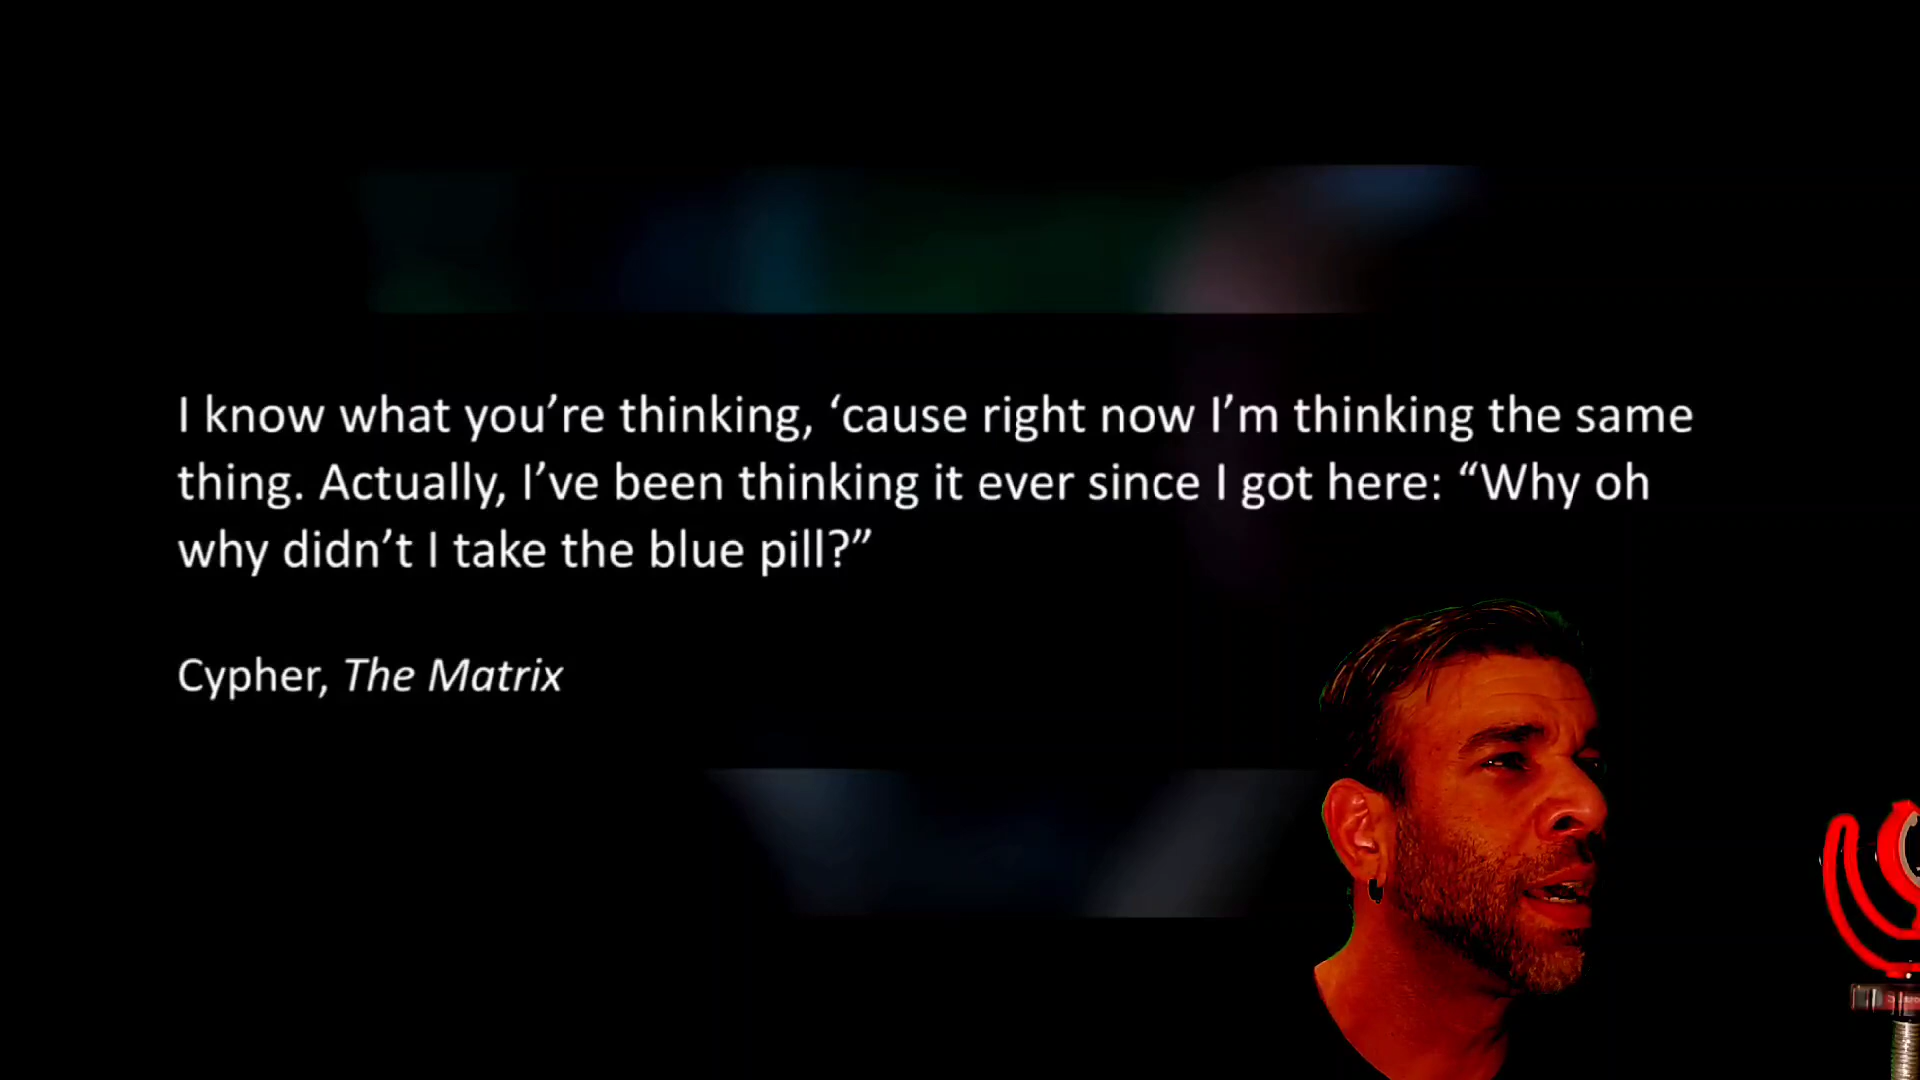 I know what you’re thinking, ‘cause right now I’m thinking the same
thing. Actually, I’ve been thinking it ever since I got here: “Why oh
why didn’t I take the blue pill?”
Cypher, The Matrix